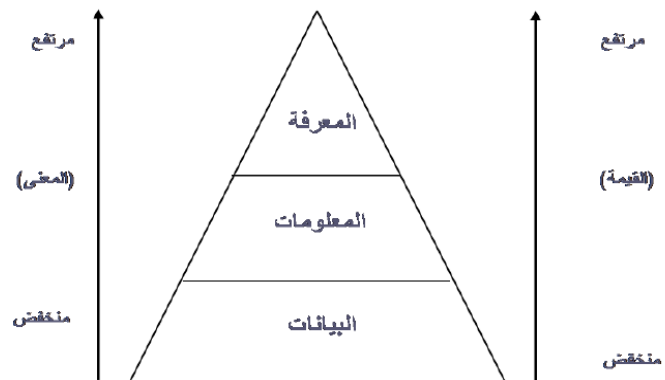 مرتفع
مرتفع
المعرفة
(القيمة)
(المعنى)
المعلومات
البيانات
منخفض
منخفض